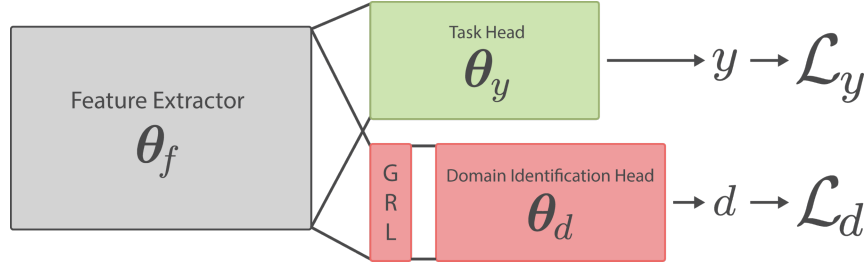 Feature Extractor
θ_f
Task Head
θ_y
y
ℒ_y
G
R
L
Domain Identification Head
θ_d
d
ℒ_d